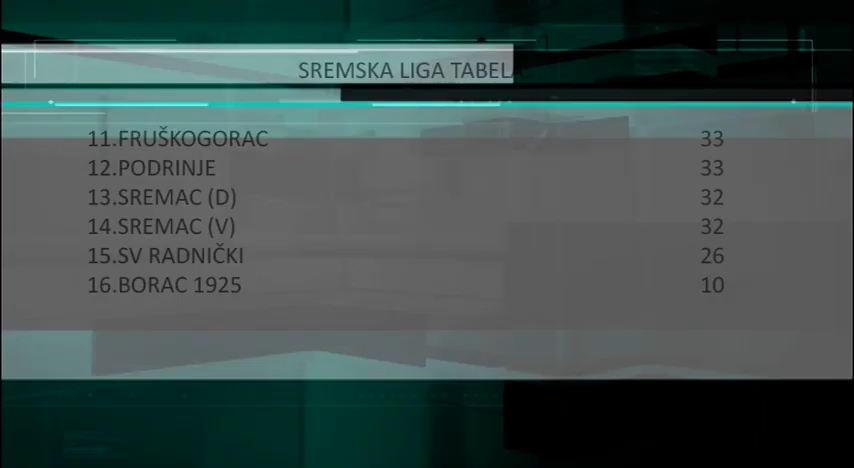 SREMSKA LIGA TABELA
11.FRUŠKOGORAC 33
12.PODRINJE 33
13.SREMAC (D) 32
14.SREMAC (V) 32
15.SV RADNIČKI 26
16.BORAC 1925 10